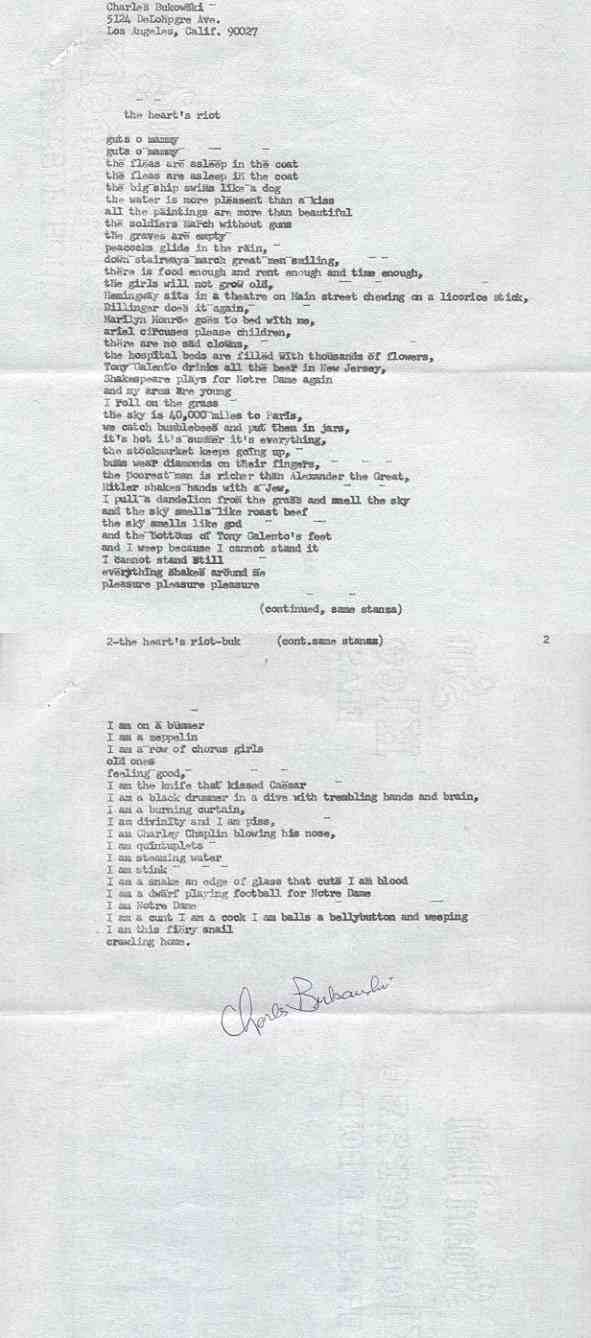 Charles Bukowski
5124 DeLohpgre Ave.
Los Angeles, Calif. 90027
the heart's riot
guts o mammy
guts o mammy
the fleas are asleep in the coat
the fleas are asleep in the coat
the big ship swims like a dog
the water is more pleasent than a kiss
all the paintings are more than beautiful
the soldiers march without guns
the graves are empty
peacocks glide in the rain,
down stairways march great men smiling,
there is food enough and rent enough and time enough,
the girls will not grow old,
Hemingway sits in a theatre on Main street chewing on a licorice stick,
Dillinger does it again,
Marilyn Monroe goes to bed with me,
ariel circuses please children,
there are no sad clowns,
the hospital beds are filled with thousands of flowers,
Tony Galento drinks all the beer in New Jersey,
Shakespeare plays for Notre Dame again
and my arms are young
I roll on the grass
the sky is 40,000 miles to Paris,
we catch bumblebees and put them in jars,
it's hot it's summer it's everything,
the stockmarket keeps going up,
bums wear diamonds on their fingers,
the poorest man is richer than Alexander the Great,
Hitler shakes hands with a Jew,
I pull a dandelion from the grass and smell the sky
and the sky smells like roast beef
the sky smells like god
and the bottoms of Tony Galento's feet
and I weep because I cannot stand it
I cannot stand still
everything shakes around me
pleasure pleasure pleasure
(continued, same stanza)
2-the heart's riot-buk (cont.same stanza) 2
I am on a bummer
I am a zeppelin
I am a row of chorus girls
old ones
feeling good,
I am the knife that kissed Caesar
I am a black drummer in a dive with trembling hands and brain,
I am a burning curtain,
I am divinity and I am piss,
I am Charley Chaplin blowing his nose,
I am quintuplets
I am steaming water
I am stink
I am a snake an edge of glass that cuts I am blood
I am a dwarf playing football for Notre Dame
I am Notre Dame
I am a cunt I am a cock I am balls a bellybutton and weeping
I am this fiery snail
crawling home.
Charles Bukowski